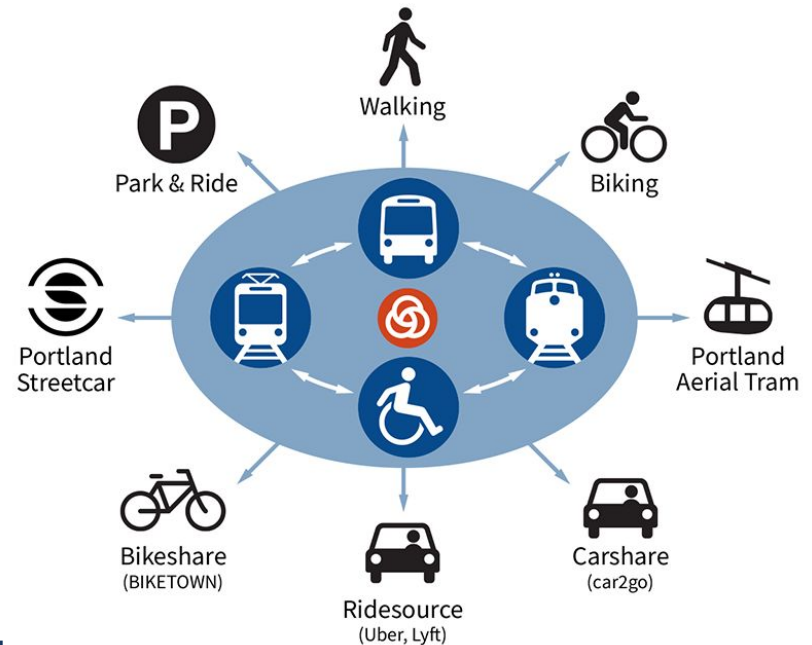 Walking
P
Park & Ride
Biking
Portland
Streetcar
Portland
Aerial Tram
Bikeshare
(BIKETOWN)
Ridesource
(Uber, Lyft)
Carshare
(car2go)